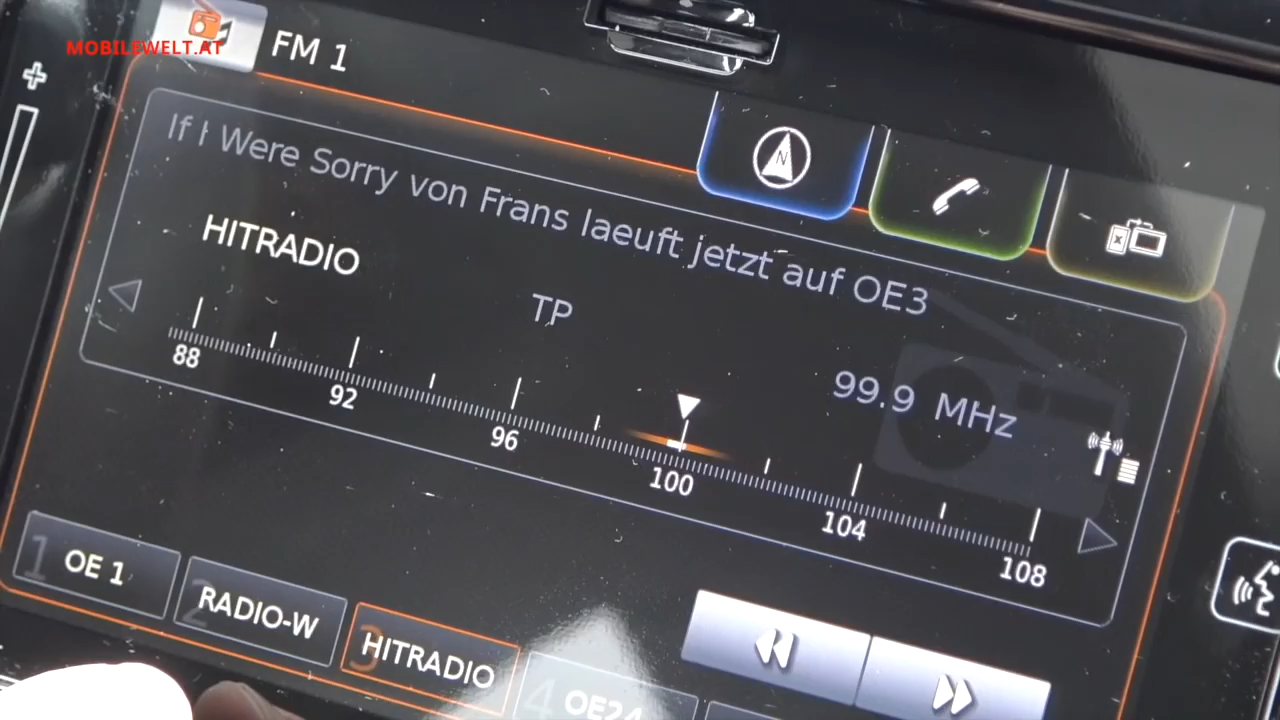 MOBILEWELT.AT
FM 1
If I Were Sorry von Frans laeuft jetzt auf OE3
HITRADIO
TP
99.9 MHz
88 92 96 100 104 108
N
1 OE 1
2 RADIO-W
3 HITRADIO
4 OE24